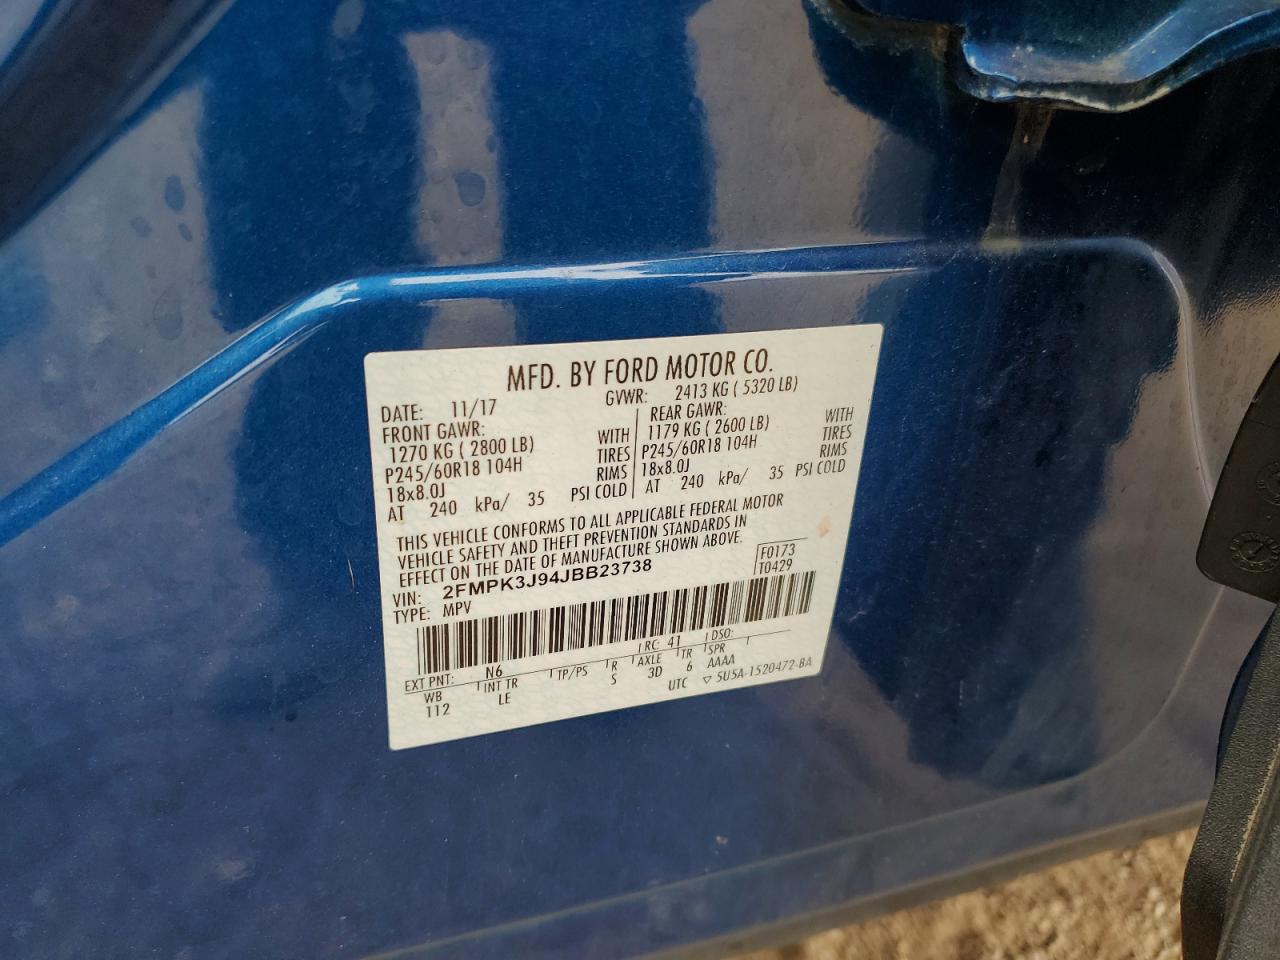 MFD. BY FORD MOTOR CO.
DATE: 11/17 GVWR: 2413 KG ( 5320 LB)
FRONT GAWR: WITH
1270 KG ( 2800 LB) TIRES
P245/60R18 104H RIMS
18x8.0J
AT 240 kPa/ 35 PSI COLD
REAR GAWR: WITH
1179 KG ( 2600 LB) TIRES
P245/60R18 104H RIMS
18x8.0J
AT 240 kPa/ 35 PSI COLD
THIS VEHICLE CONFORMS TO ALL APPLICABLE FEDERAL MOTOR
VEHICLE SAFETY AND THEFT PREVENTION STANDARDS IN
EFFECT ON THE DATE OF MANUFACTURE SHOWN ABOVE.
VIN: 2FMPK3J94JBB23738
TYPE: MPV
F0173
T0429
EXT PNT: N6 RC: 41 DSO:
WB INT TR TP/PS R AXLE TR SPR
112 LE S 3D 6 AAAA
UTC ▽ 5U5A-1520472-BA